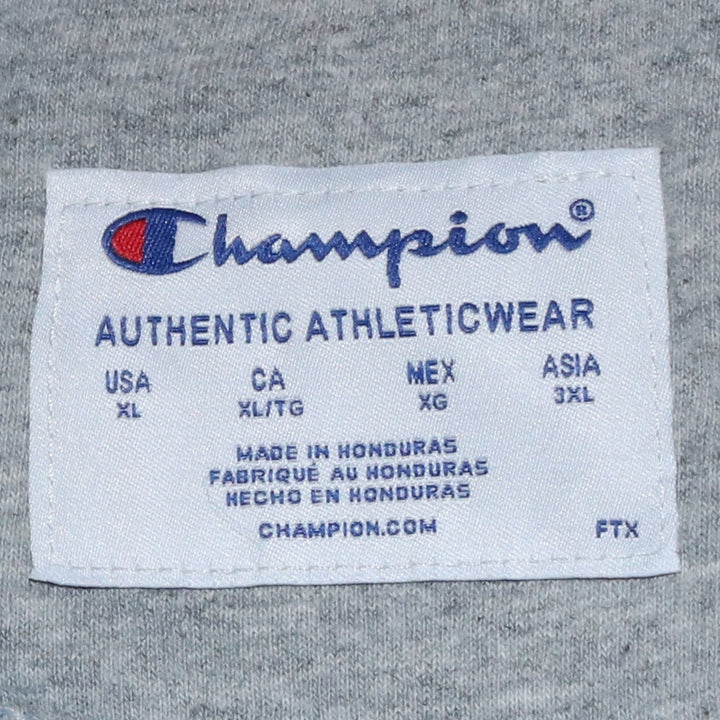 Champion®
AUTHENTIC ATHLETICWEAR
USA CA MEX ASIA
XL XL/TG XG 3XL
MADE IN HONDURAS
FABRIQUÉ AU HONDURAS
HECHO EN HONDURAS
CHAMPION.COM FTX